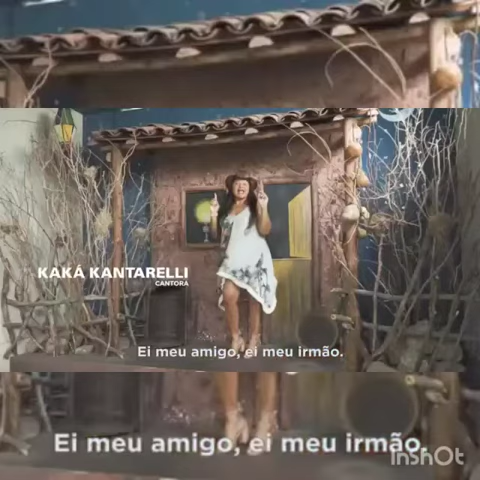 KAKÁ KANTARELLI
CANTORA
Ei meu amigo, ei meu irmão.
Ei meu amigo, ei meu irmão.
InShOt